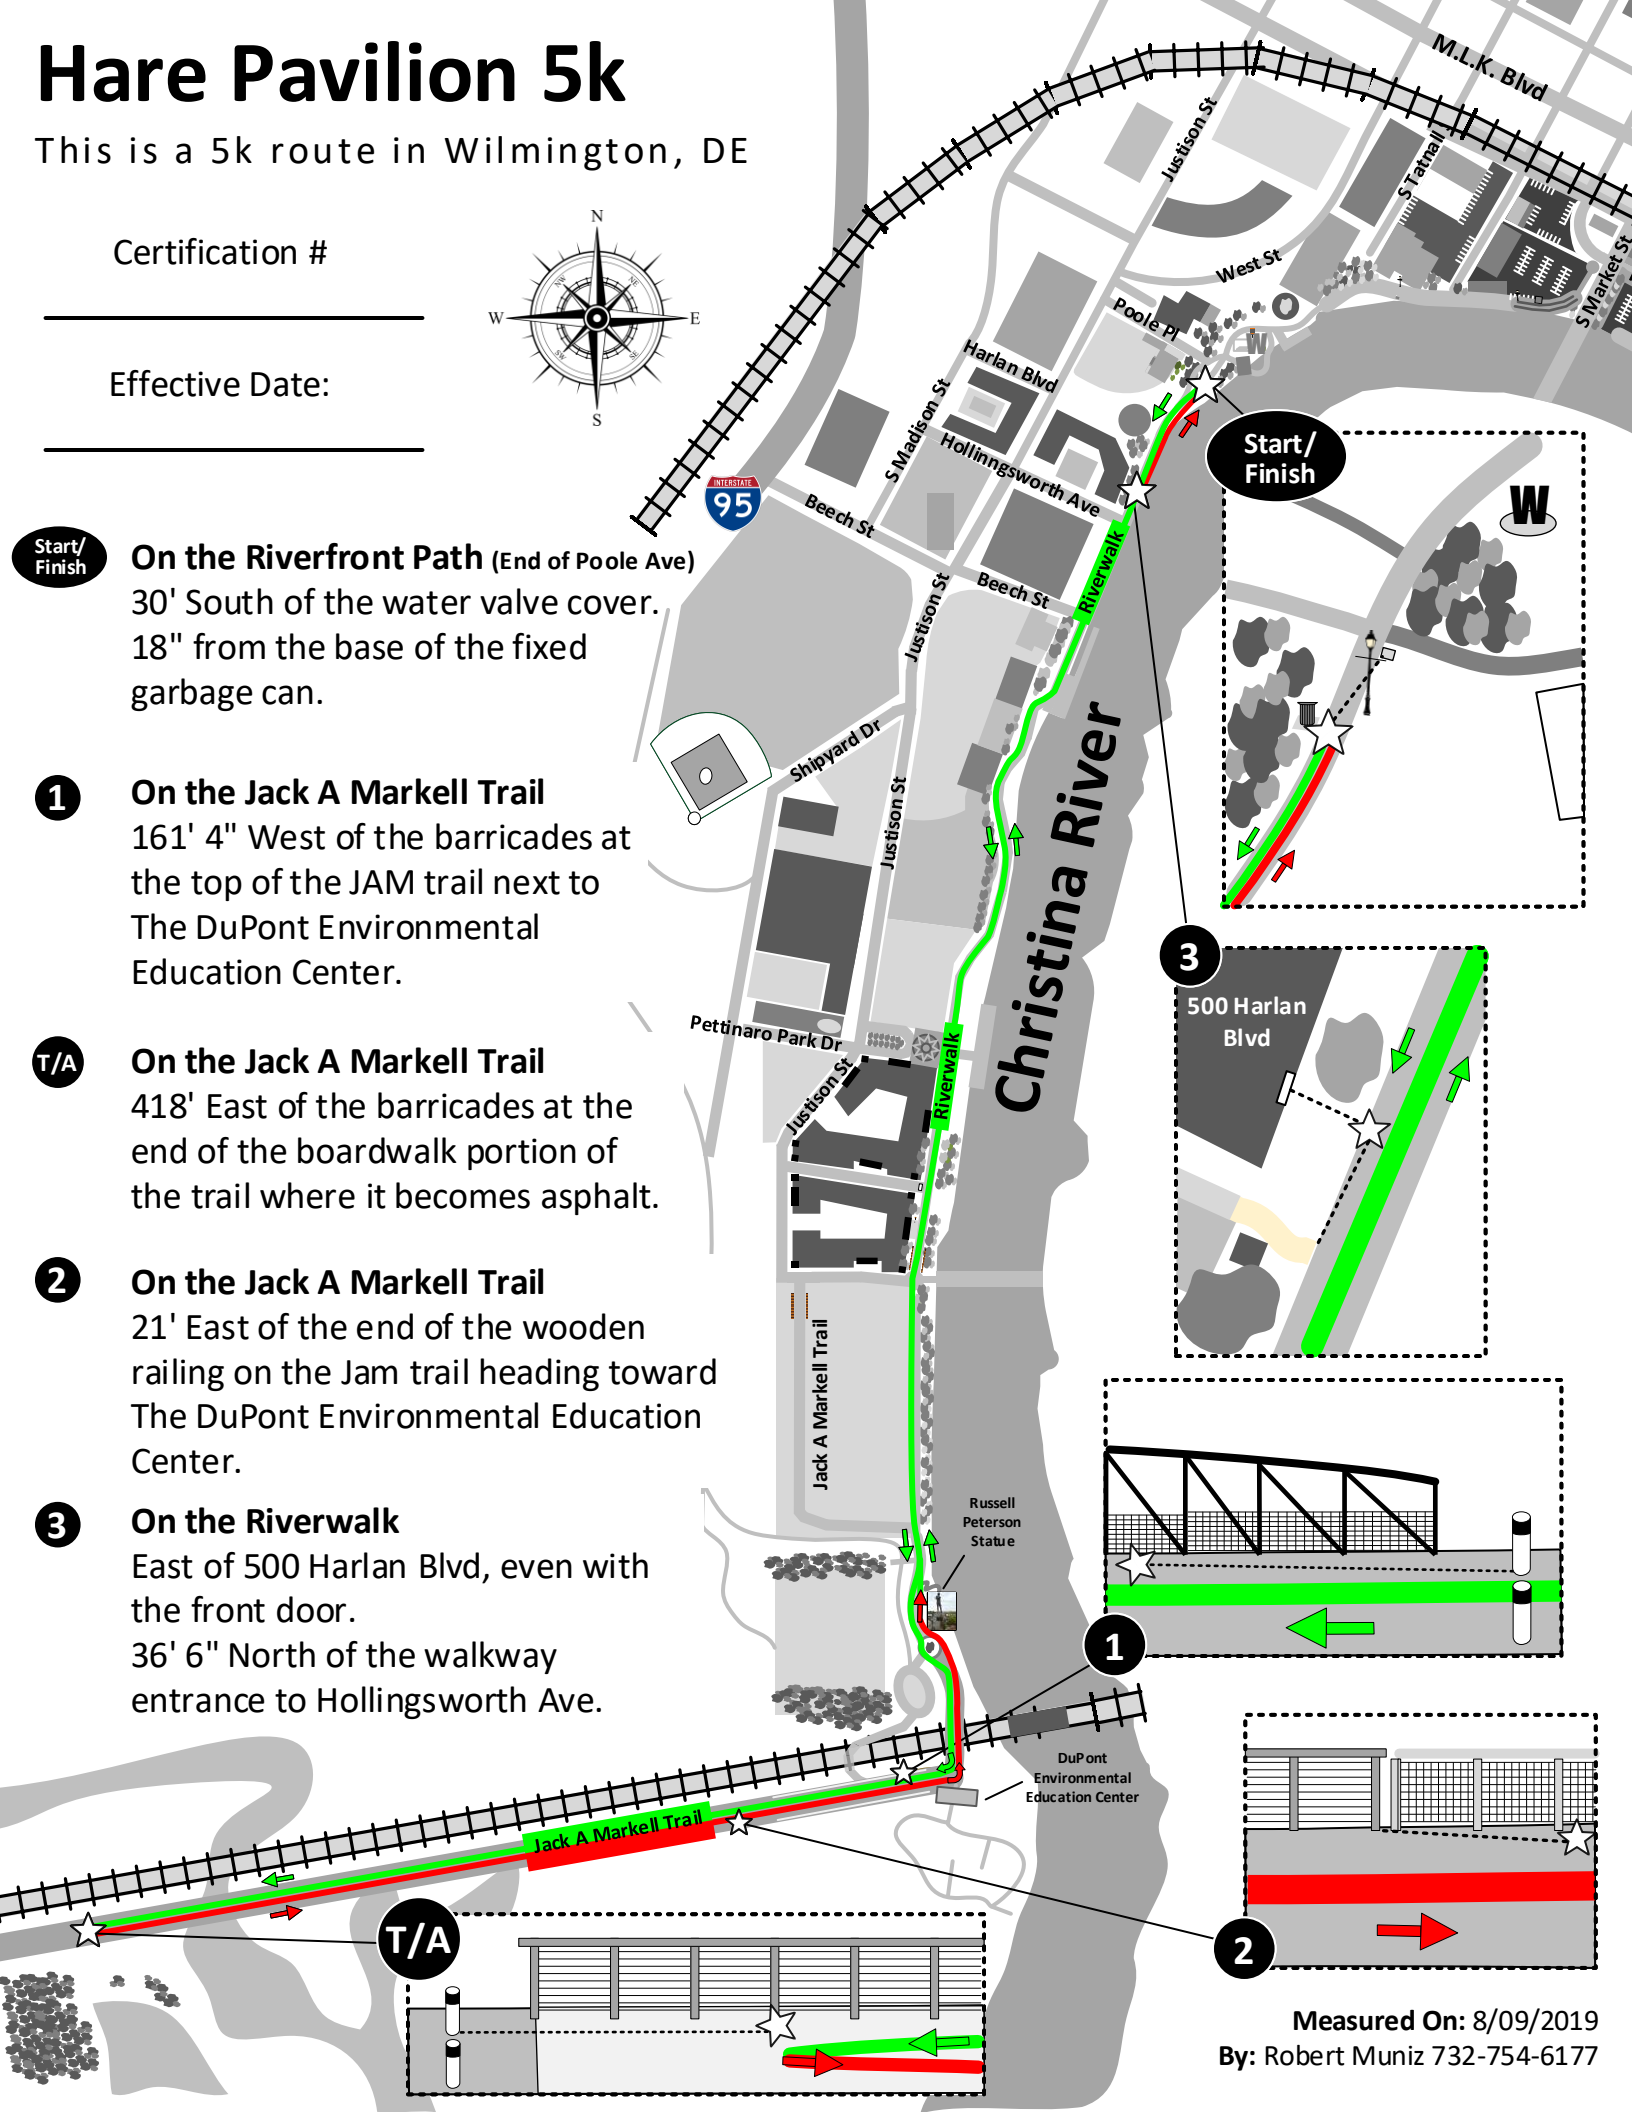 Hare Pavilion 5k
This is a 5k route in Wilmington, DE
Certification #
Effective Date:
N
NW
NE
W
E
SW
SE
S
INTERSTATE
95
Start/
Finish
On the Riverfront Path (End of Poole Ave)
30' South of the water valve cover.
18" from the base of the fixed
garbage can.
1
On the Jack A Markell Trail
161' 4" West of the barricades at
the top of the JAM trail next to
The DuPont Environmental
Education Center.
T/A
On the Jack A Markell Trail
418' East of the barricades at the
end of the boardwalk portion of
the trail where it becomes asphalt.
2
On the Jack A Markell Trail
21' East of the end of the wooden
railing on the Jam trail heading toward
The DuPont Environmental Education
Center.
3
On the Riverwalk
East of 500 Harlan Blvd, even with
the front door.
36' 6" North of the walkway
entrance to Hollingsworth Ave.
M.L.K. Blvd
Justison St
S Tatnall
S Market St
West St
Poole Pl
W
Harlan Blvd
S Madison St
Hollinngsworth Ave
Beech St
Beech St
Riverwalk
Justison St
Shipyard Dr
Justison St
Christina River
Pettinaro Park Dr
Justison St
Riverwalk
Jack A Markell Trail
Russell
Peterson
Statue
DuPont
Environmental
Education Center
Jack A Markell Trail
Start/
Finish
W
3
500 Harlan
Blvd
1
2
T/A
Measured On: 8/09/2019
By: Robert Muniz 732-754-6177